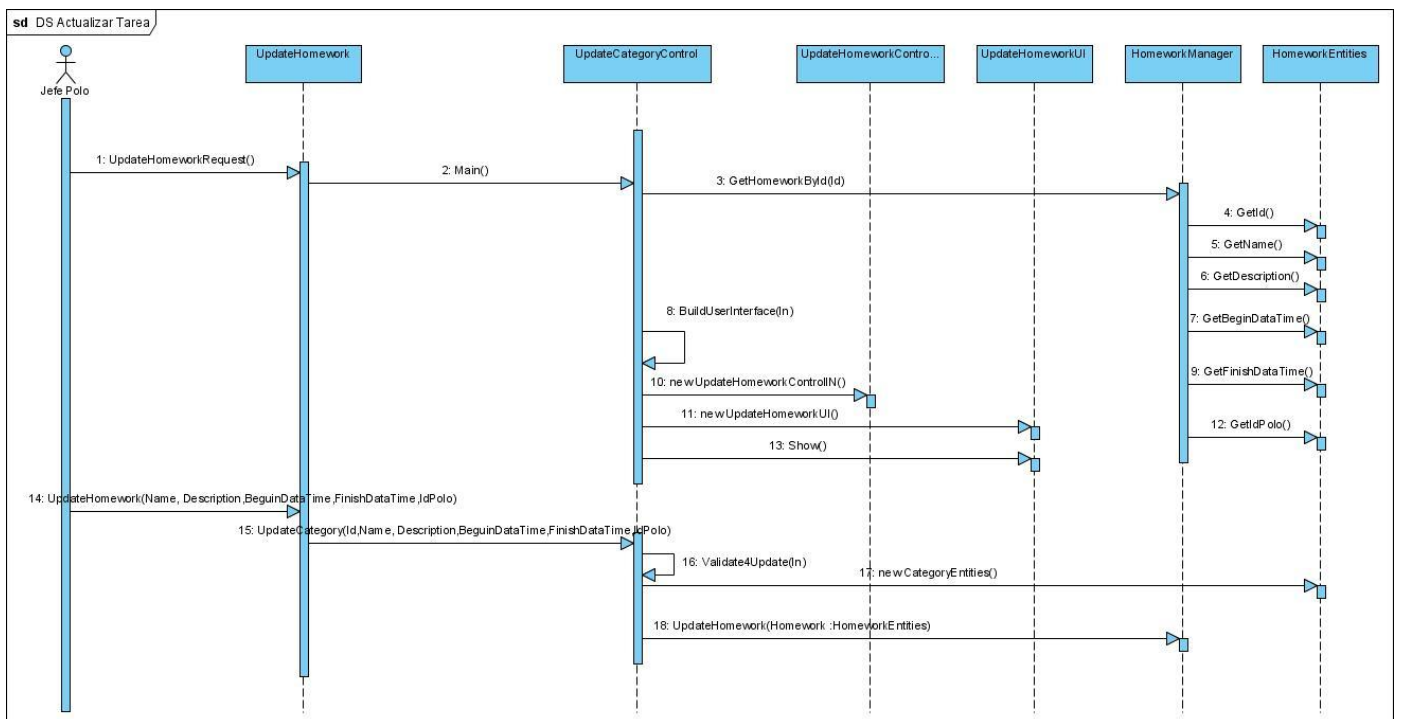 sd DS Actualizar Tarea
Jefe Polo
UpdateHomework
UpdateCategoryControl
UpdateHomeworkContro...
UpdateHomeworkUI
HomeworkManager
HomeworkEntities
1: UpdateHomeworkRequest()
2: Main()
3: GetHomeworkById(Id)
4: GetId()
5: GetName()
6: GetDescription()
7: GetBeginDataTime()
8: BuildUserInterface(In)
9: GetFinishDataTime()
10: newUpdateHomeworkControlIN()
11: newUpdateHomeworkUI()
12: GetIdPolo()
13: Show()
14: UpdateHomework(Name, Description,BeguinDataTime,FinishDataTime,IdPolo)
15: UpdateCategory(Id,Name, Description,BeguinDataTime,FinishDataTime,IdPolo)
16: Validate4Update(In)
17: newCategoryEntities()
18: UpdateHomework(Homework :HomeworkEntities)